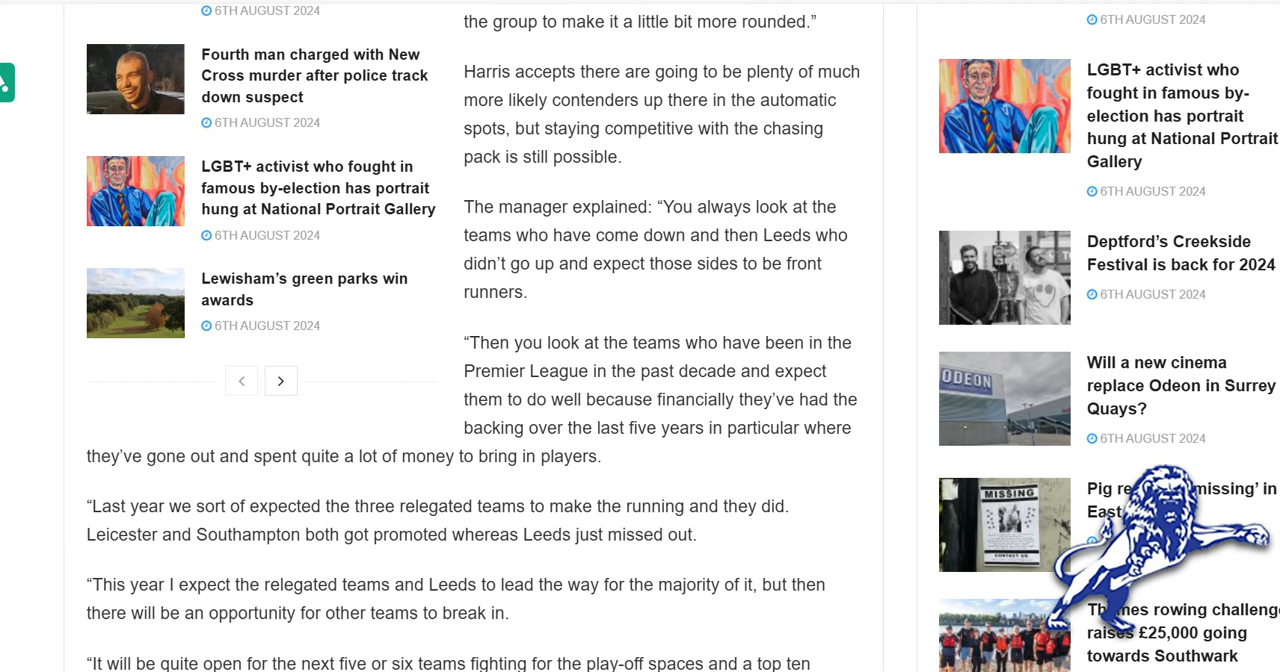 6TH AUGUST 2024
Fourth man charged with New
Cross murder after police track
down suspect
6TH AUGUST 2024
LGBT+ activist who fought in
famous by-election has portrait
hung at National Portrait Gallery
6TH AUGUST 2024
Lewisham’s green parks win
awards
6TH AUGUST 2024
the group to make it a little bit more rounded.”
Harris accepts there are going to be plenty of much
more likely contenders up there in the automatic
spots, but staying competitive with the chasing
pack is still possible.
The manager explained: “You always look at the
teams who have come down and then Leeds who
didn’t go up and expect those sides to be front
runners.
“Then you look at the teams who have been in the
Premier League in the past decade and expect
them to do well because financially they’ve had the
backing over the last five years in particular where
they’ve gone out and spent quite a lot of money to bring in players.
“Last year we sort of expected the three relegated teams to make the running and they did.
Leicester and Southampton both got promoted whereas Leeds just missed out.
“This year I expect the relegated teams and Leeds to lead the way for the majority of it, but then
there will be an opportunity for other teams to break in.
“It will be quite open for the next five or six teams fighting for the play-off spaces and a top ten
6TH AUGUST 2024
LGBT+ activist who
fought in famous by-
election has portrait
hung at National Portrait
Gallery
6TH AUGUST 2024
Deptford’s Creekside
Festival is back for 2024
6TH AUGUST 2024
ODEON
Will a new cinema
replace Odeon in Surrey
Quays?
6TH AUGUST 2024
MISSING
CONTACT US
Pig missing’ in
East
rowing challenge
raises £25,000 going
towards Southwark